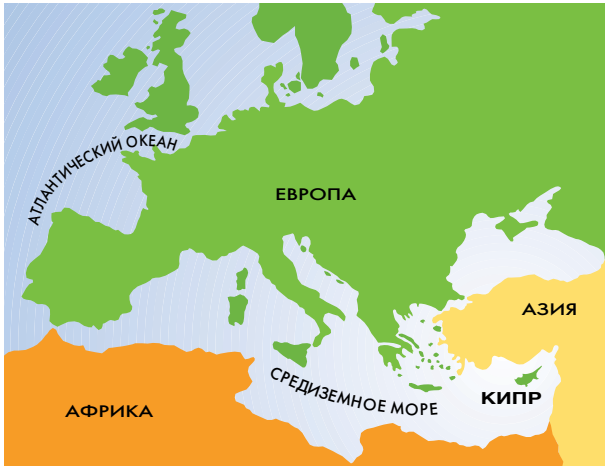 АТЛАНТИЧЕСКИЙ ОКЕАН
ЕВРОПА
АЗИЯ
СРЕДИЗЕМНОЕ МОРЕ
КИПР
АФРИКА